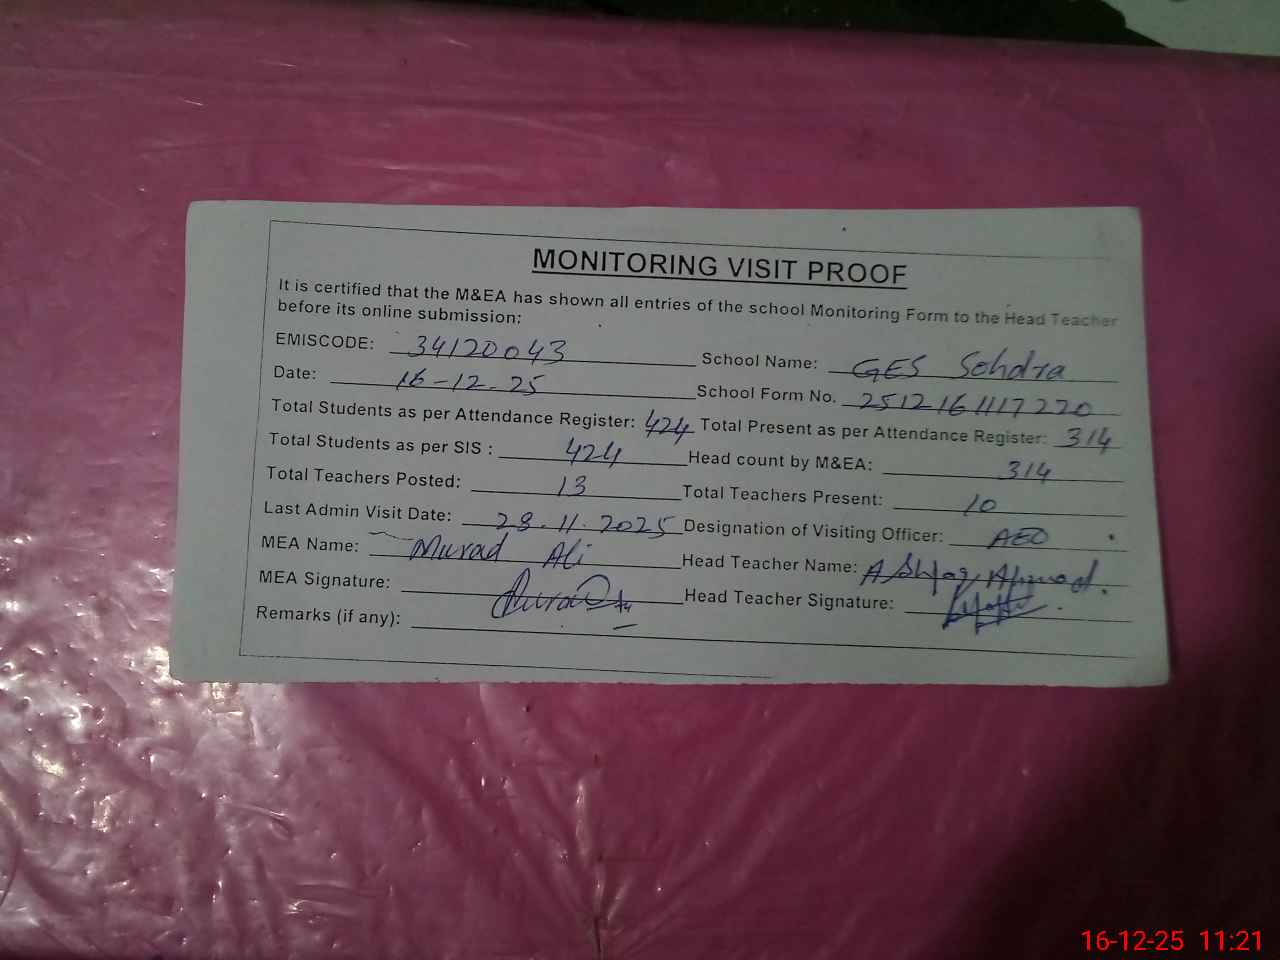 MONITORING VISIT PROOF
It is certified that the M&EA has shown all entries of the school Monitoring Form to the Head Teacher
before its online submission:
EMISCODE: 34120043 School Name: GES Sohdra
Date: 16-12-25 School Form No. 2512161117220
Total Students as per Attendance Register: 424 Total Present as per Attendance Register: 314
Total Students as per SIS : 424 Head count by M&EA: 314
Total Teachers Posted: 13 Total Teachers Present: 10
Last Admin Visit Date: 28.11.2025 Designation of Visiting Officer: AEO
MEA Name: Murad Ali Head Teacher Name: Ahmad.
MEA Signature: Head Teacher Signature:
Remarks (if any):
16-12-25 11:21